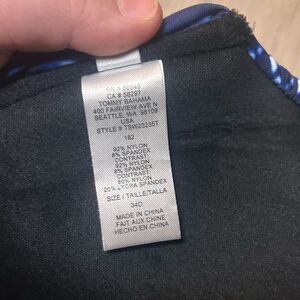 CA # 58297
TOMMY BAHAMA
400 FAIRVIEW AVE N
SEATTLE, WA 98109
USA
STYLE # TSW20235T
182
92% NYLON
8% SPANDEX
CONTRAST
92% NYLON
8% SPANDEX
CONTRAST
80% NYLON
20% LYCRA SPANDEX
SIZE / TAILLE/TALLA
34D
MADE IN CHINA
FAIT AUX CHINE
HECHO EN CHINA